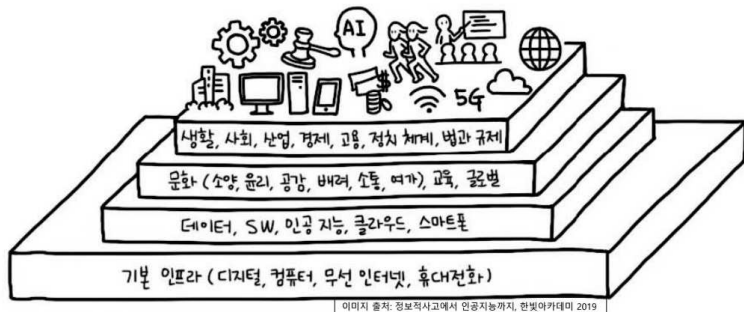 AI
$
5G
생활, 사회, 산업, 경제, 고용, 정치 체계, 법과 규제
문화 (소양, 윤리, 공감, 배려, 소통, 여가), 교육, 글로벌
데이터, SW, 인공 지능, 클라우드, 스마트폰
기본 인프라 (디지털, 컴퓨터, 무선 인터넷, 휴대전화)
이미지 출처: 정보적사고에서 인공지능까지, 한빛아카데미 2019